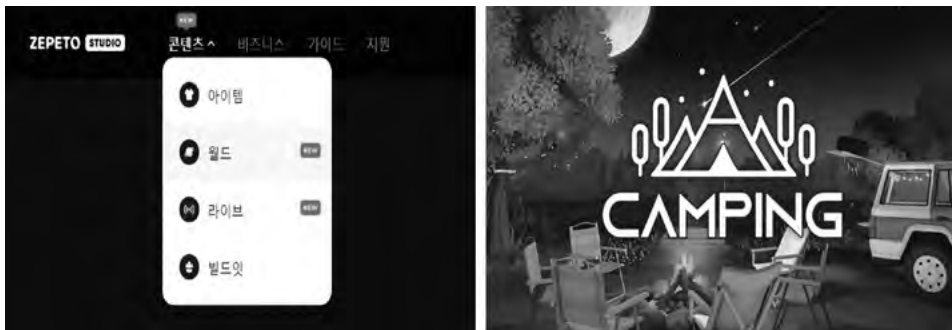 NEW
ZEPETO STUDIO 콘텐츠 비즈니스 가이드 지원
아이템
월드 NEW
라이브 NEW
빌드잇
CAMPING